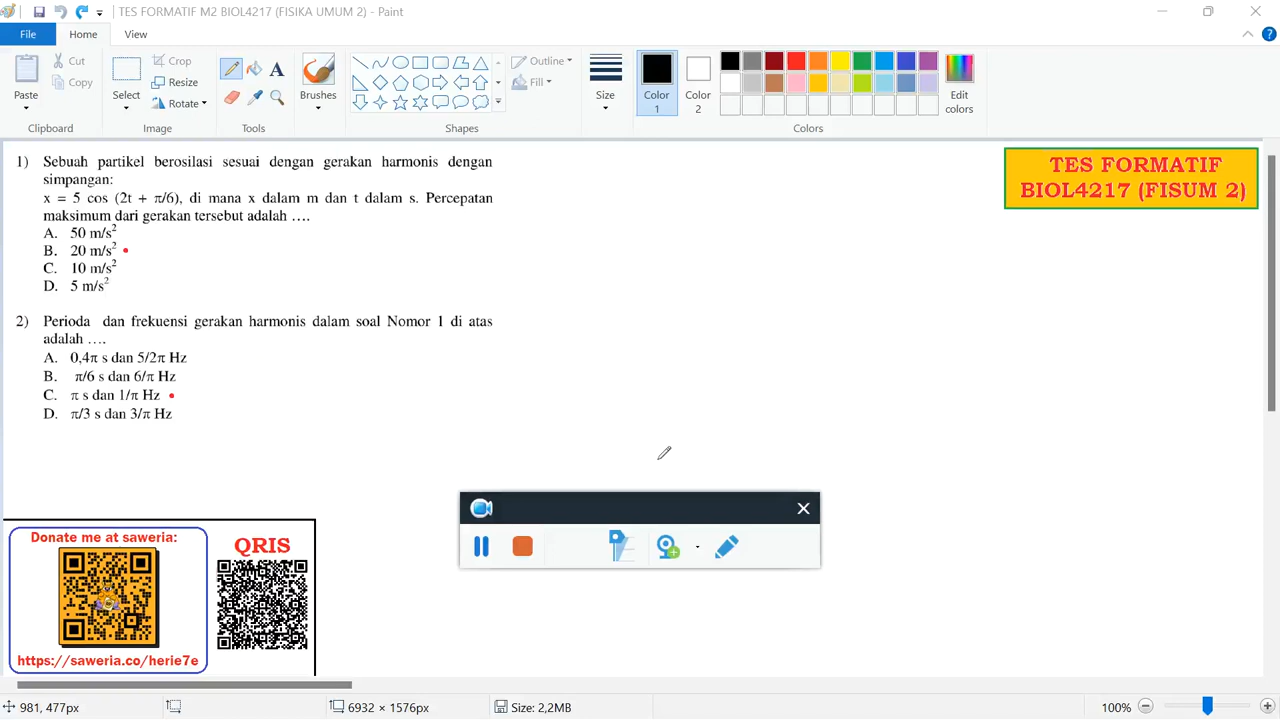 TES FORMATIF M2 BIOL4217 (FISIKA UMUM 2) - Paint
File Home View
Paste
Cut
Copy
Clipboard
Select
Crop
Resize
Rotate
Image
Tools
Brushes
Shapes
Outline
Fill
Size
Color
1
Color
2
Edit
colors
Colors
1) Sebuah partikel berosilasi sesuai dengan gerakan harmonis dengan
simpangan:
x = 5 cos (2t + π/6), di mana x dalam m dan t dalam s. Percepatan
maksimum dari gerakan tersebut adalah ….
A. 50 m/s²
B. 20 m/s²
C. 10 m/s²
D. 5 m/s²
2) Perioda dan frekuensi gerakan harmonis dalam soal Nomor 1 di atas
adalah ….
A. 0,4π s dan 5/2π Hz
B. π/6 s dan 6/π Hz
C. π s dan 1/π Hz
D. π/3 s dan 3/π Hz
TES FORMATIF
BIOL4217 (FISUM 2)
Donate me at saweria:
https://saweria.co/herie7e
QRIS
981, 477px
6932 × 1576px
Size: 2,2MB
100%